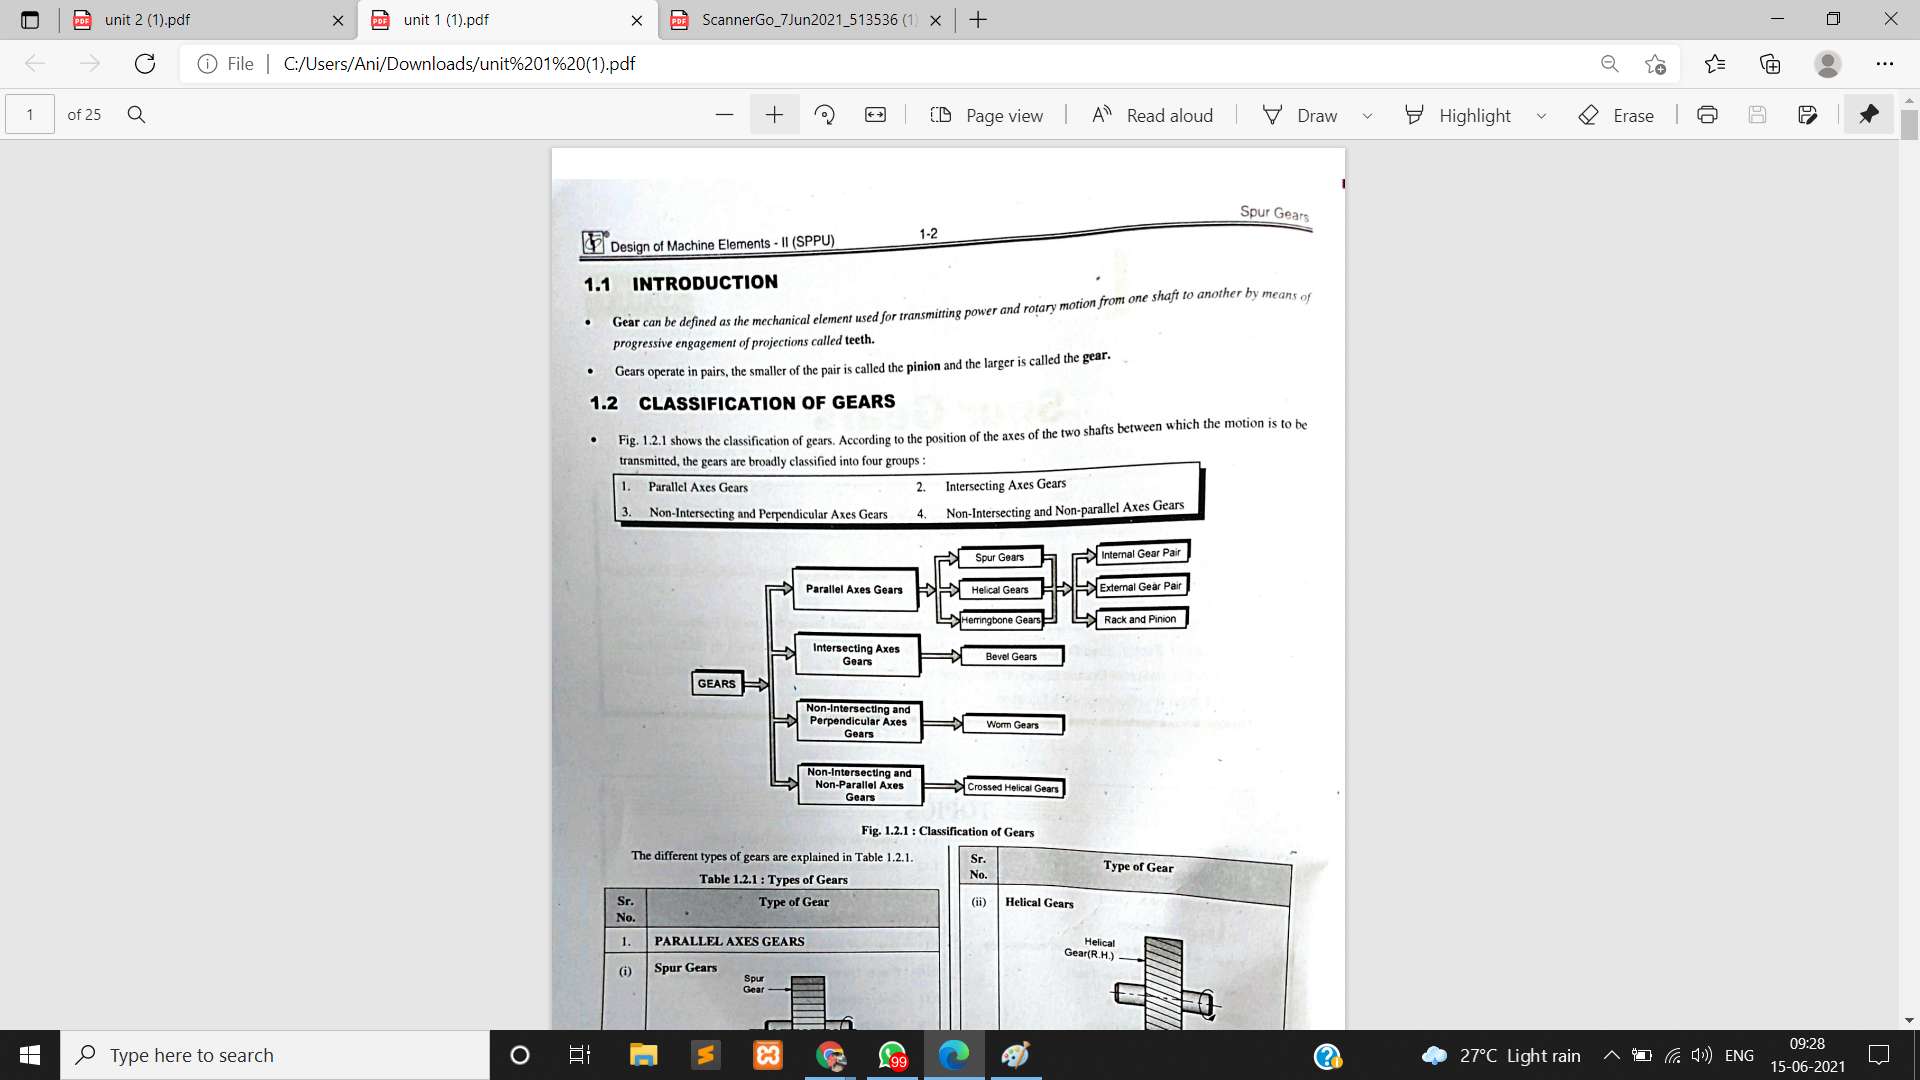 unit 2 (1).pdf
unit 1 (1).pdf
ScannerGo_7Jun2021_513536 (1)
File
C:/Users/Ani/Downloads/unit%201%20(1).pdf
1 of 25
Page view
Read aloud
Draw
Highlight
Erase
Spur Gears
Design of Machine Elements - II (SPPU) 1-2
1.1 INTRODUCTION
• Gear can be defined as the mechanical element used for transmitting power and rotary motion from one shaft to another by means of
progressive engagement of projections called teeth.
• Gears operate in pairs, the smaller of the pair is called the pinion and the larger is called the gear.
1.2 CLASSIFICATION OF GEARS
• Fig. 1.2.1 shows the classification of gears. According to the position of the axes of the two shafts between which the motion is to be
transmitted, the gears are broadly classified into four groups :
1. Parallel Axes Gears 2. Intersecting Axes Gears
3. Non-Intersecting and Perpendicular Axes Gears 4. Non-Intersecting and Non-parallel Axes Gears
GEARS
Parallel Axes Gears
Spur Gears
Helical Gears
Herringbone Gears
Internal Gear Pair
External Gear Pair
Rack and Pinion
Intersecting Axes
Gears
Bevel Gears
Non-Intersecting and
Perpendicular Axes
Gears
Worm Gears
Non-Intersecting and
Non-Parallel Axes
Gears
Crossed Helical Gears
Fig. 1.2.1 : Classification of Gears
The different types of gears are explained in Table 1.2.1.
Table 1.2.1 : Types of Gears
Sr.
No.
Type of Gear
1. PARALLEL AXES GEARS
(i) Spur Gears
Spur
Gear
Sr.
No.
Type of Gear
(ii) Helical Gears
Helical
Gear(R.H.)
Type here to search
99
27°C Light rain
ENG
09:28
15-06-2021